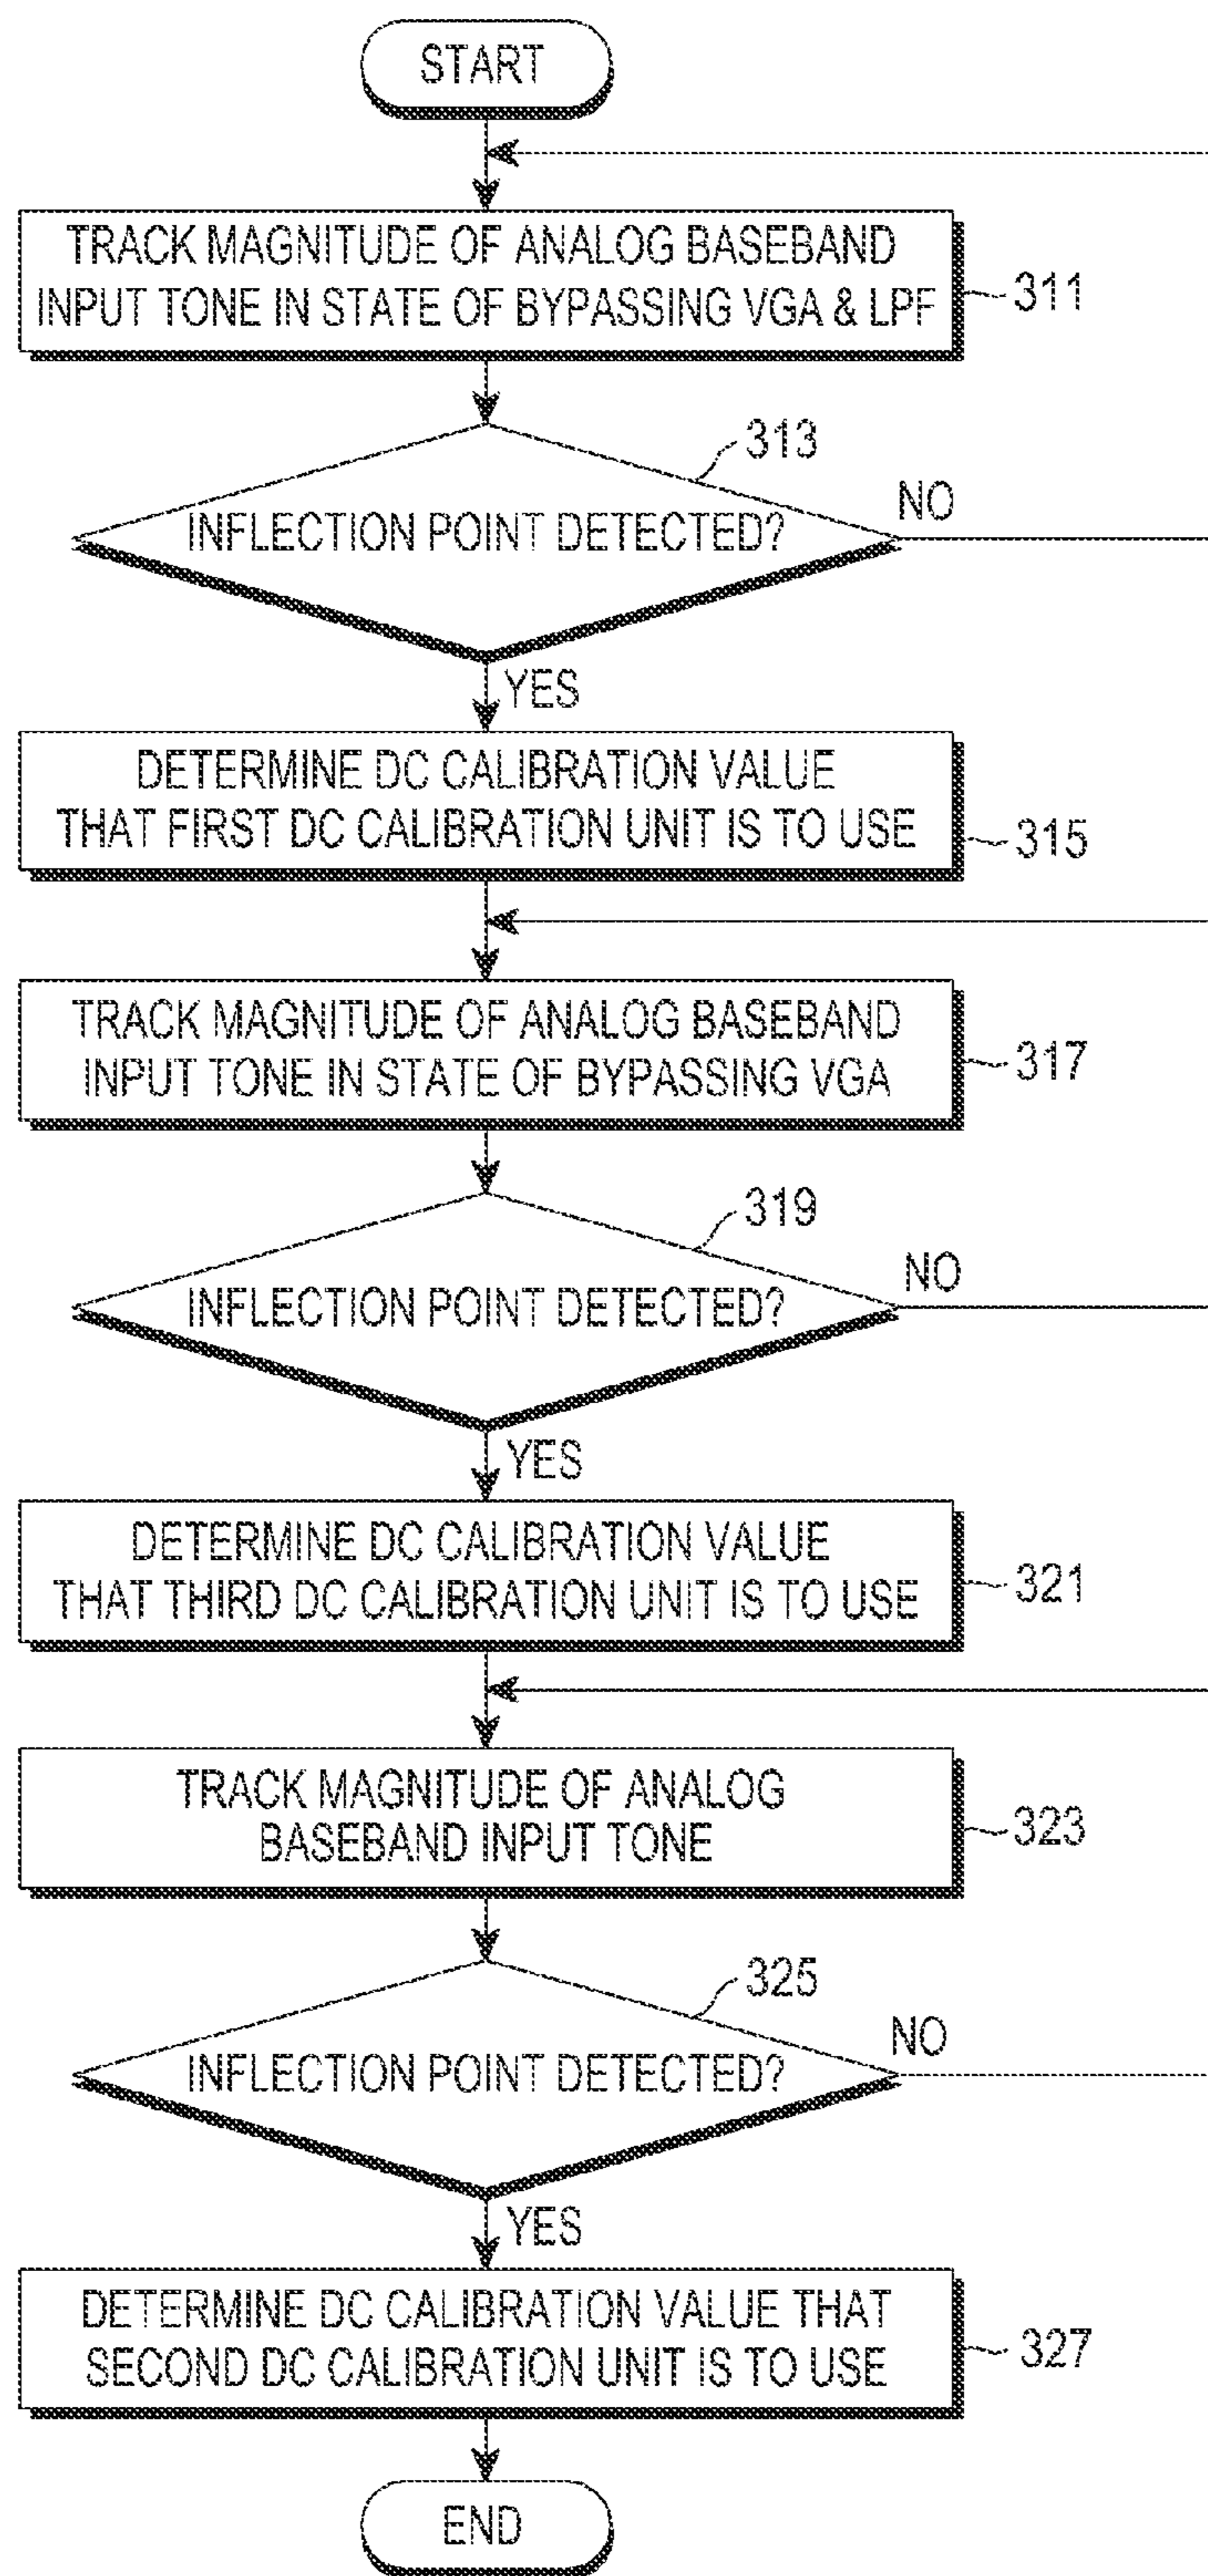 START
TRACK MAGNITUDE OF ANALOG BASEBAND
INPUT TONE IN STATE OF BYPASSING VGA & LPF
311
313
INFLECTION POINT DETECTED?
NO
YES
DETERMINE DC CALIBRATION VALUE
THAT FIRST DC CALIBRATION UNIT IS TO USE
315
TRACK MAGNITUDE OF ANALOG BASEBAND
INPUT TONE IN STATE OF BYPASSING VGA
317
319
INFLECTION POINT DETECTED?
NO
YES
DETERMINE DC CALIBRATION VALUE
THAT THIRD DC CALIBRATION UNIT IS TO USE
321
TRACK MAGNITUDE OF ANALOG
BASEBAND INPUT TONE
323
325
INFLECTION POINT DETECTED?
NO
YES
DETERMINE DC CALIBRATION VALUE THAT
SECOND DC CALIBRATION UNIT IS TO USE
327
END